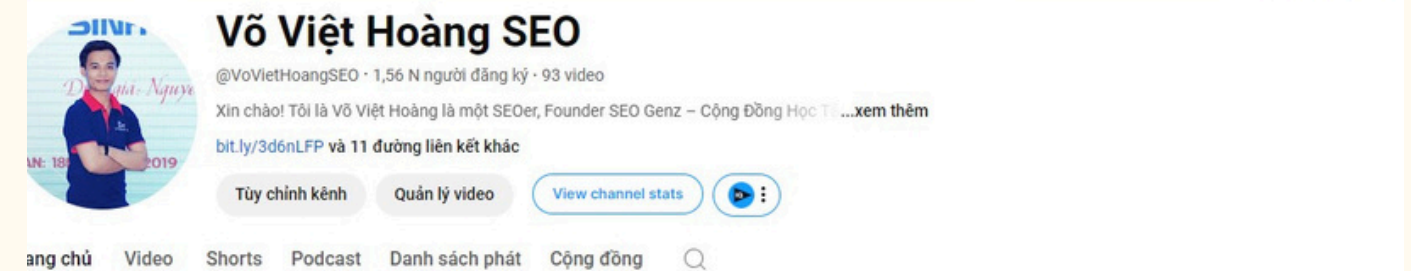 Võ Việt Hoàng SEO
@VoVietHoangSEO · 1,56 N người đăng ký · 93 video
Xin chào! Tôi là Võ Việt Hoàng là một SEOer, Founder SEO Genz – Cộng Đồng Học ...xem thêm
bit.ly/3d6nLFP và 11 đường liên kết khác
Tùy chỉnh kênh Quản lý video View channel stats
ang chủ Video Shorts Podcast Danh sách phát Cộng đồng